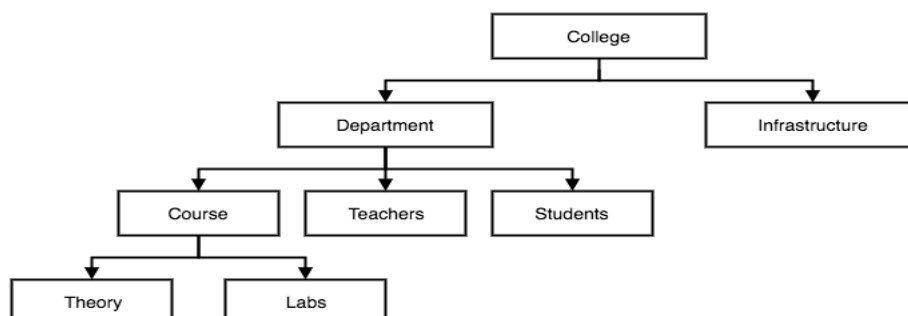 College
Department
Infrastructure
Course
Teachers
Students
Theory
Labs